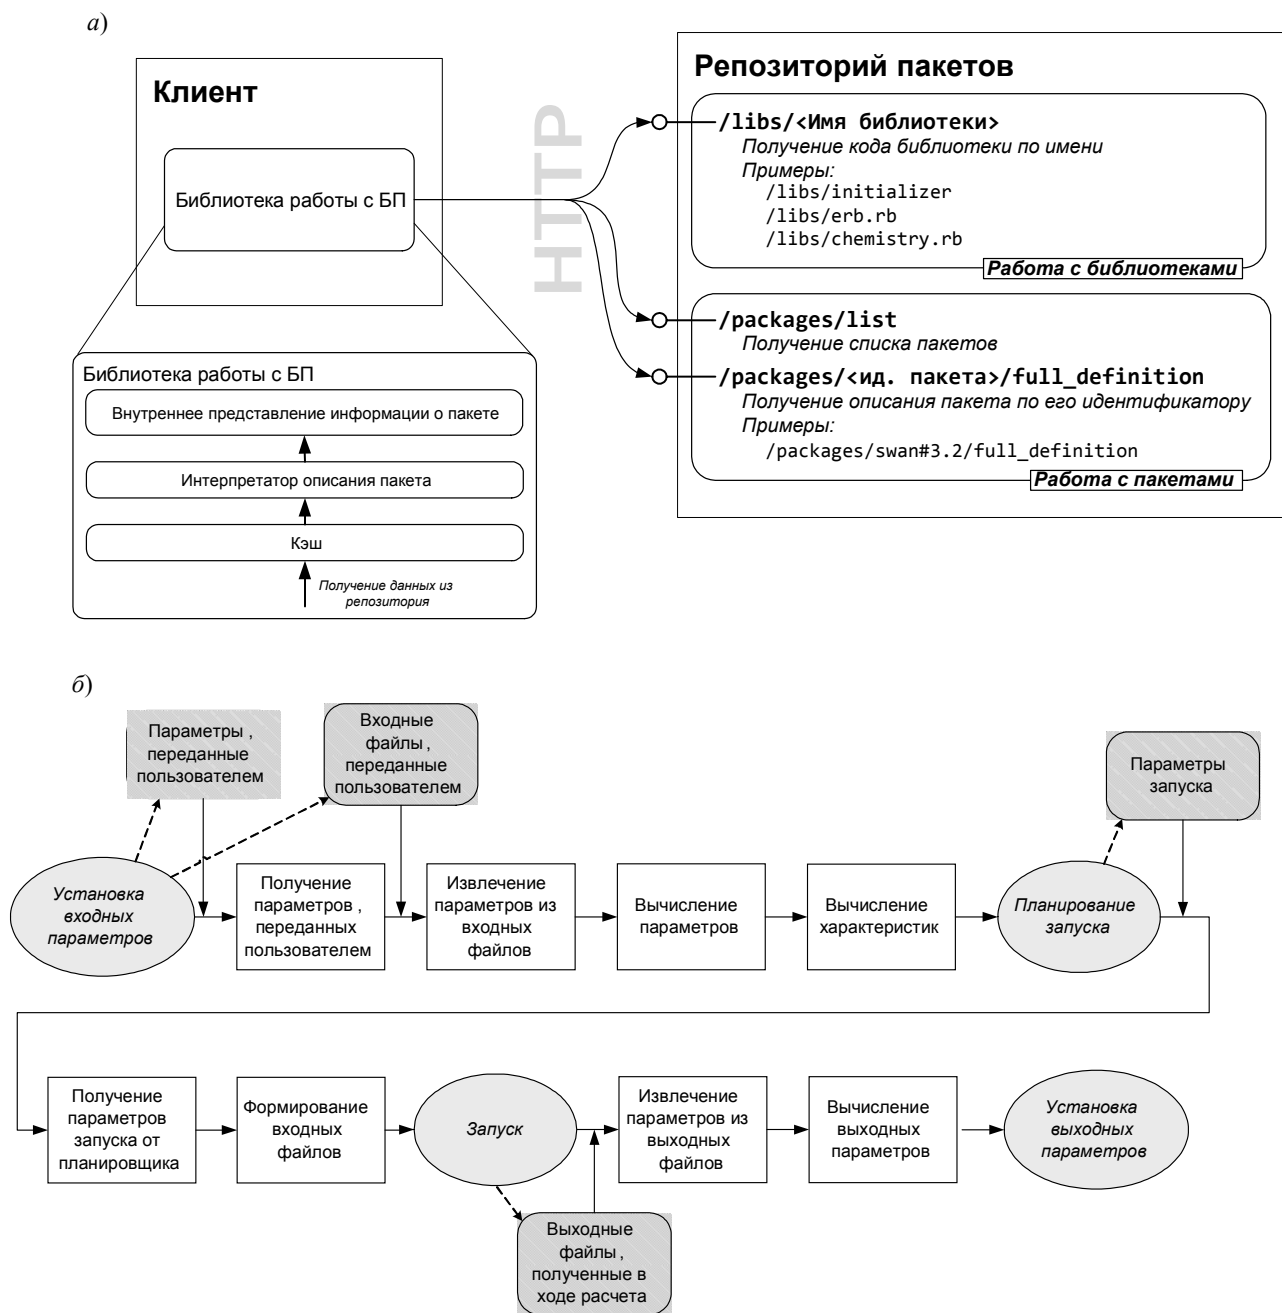 а)
Клиент
Библиотека работы с БП
HTTP
Репозиторий пакетов
/libs/<Имя библиотеки>
Получение кода библиотеки по имени
Примеры:
/libs/initializer
/libs/erb.rb
/libs/chemistry.rb
Работа с библиотеками
/packages/list
Получение списка пакетов
/packages/<ид. пакета>/full_definition
Получение описания пакета по его идентификатору
Примеры:
/packages/swan#3.2/full_definition
Работа с пакетами
Библиотека работы с БП
Внутреннее представление информации о пакете
Интерпретатор описания пакета
Кэш
Получение данных из
репозитория
б)
Параметры ,
переданные
пользователем
Входные
файлы ,
переданные
пользователем
Параметры
запуска
Установка
входных
параметров
Получение
параметров ,
переданных
пользователем
Извлечение
параметров из
входных
файлов
Вычисление
параметров
Вычисление
характеристик
Планирование
запуска
Получение
параметров
запуска от
планировщика
Формирование
входных
файлов
Запуск
Извлечение
параметров из
выходных
файлов
Вычисление
выходных
параметров
Установка
выходных
параметров
Выходные
файлы ,
полученные в
ходе расчета